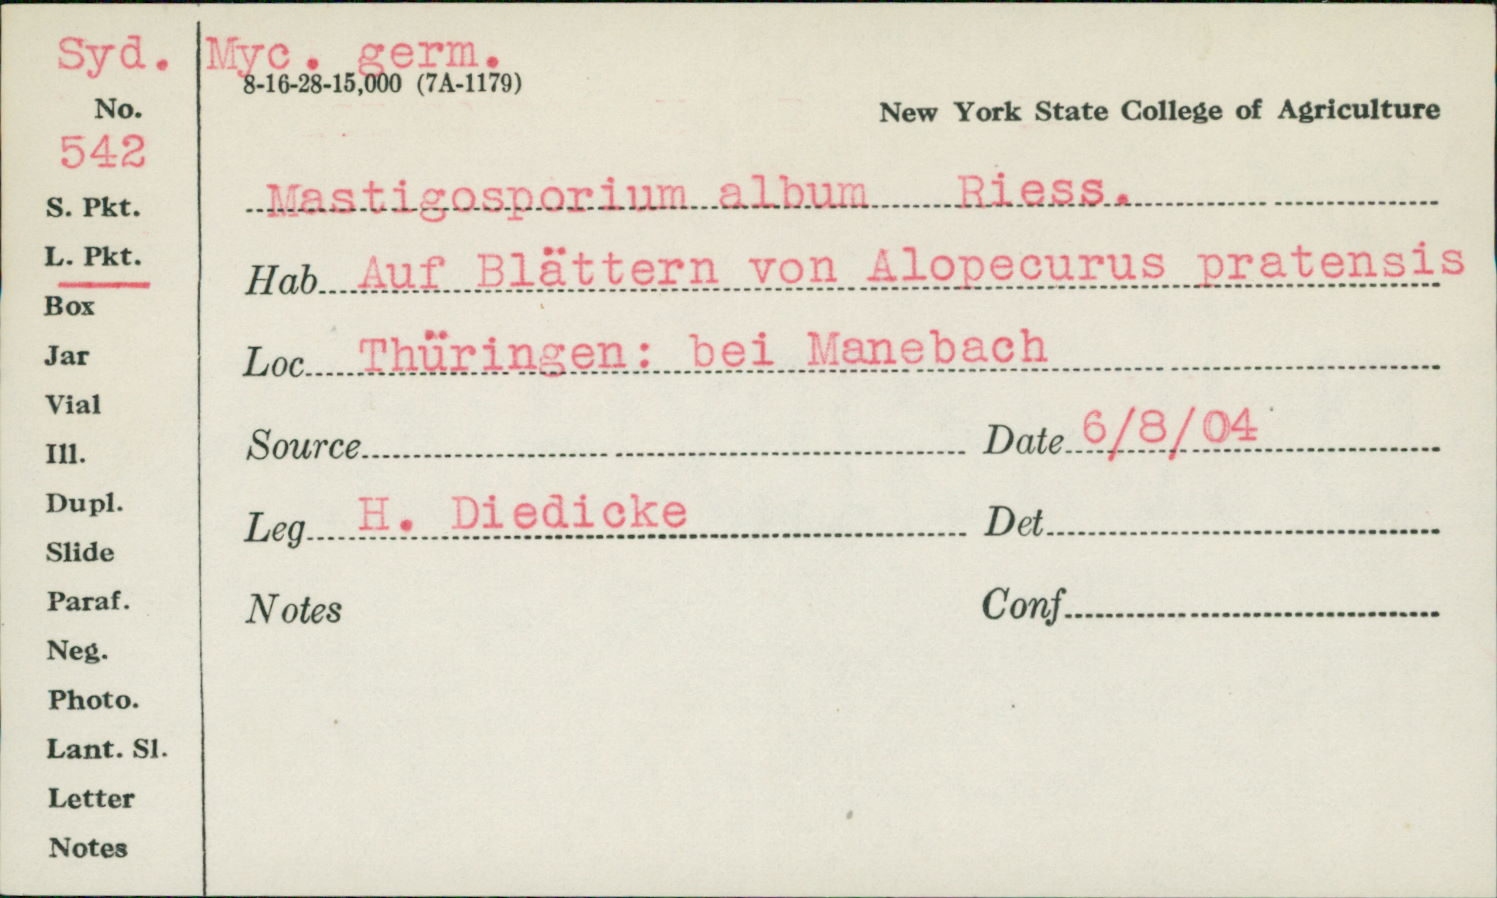 Syd. Myc. germ.
8-16-28-15,000 (7A-1179)
No.
New York State College of Agriculture
542
Mastigosporium album Riess.
S. Pkt.
L. Pkt.
Hab. Auf Blättern von Alopecurus pratensis
Box
Jar
Loc. Thüringen: bei Manebach
Vial
Source Date 6/8/04
Ill.
Dupl.
Leg. H. Diedicke Det
Slide
Paraf.
Notes Conf
Neg.
Photo.
Lant. Sl.
Letter
Notes